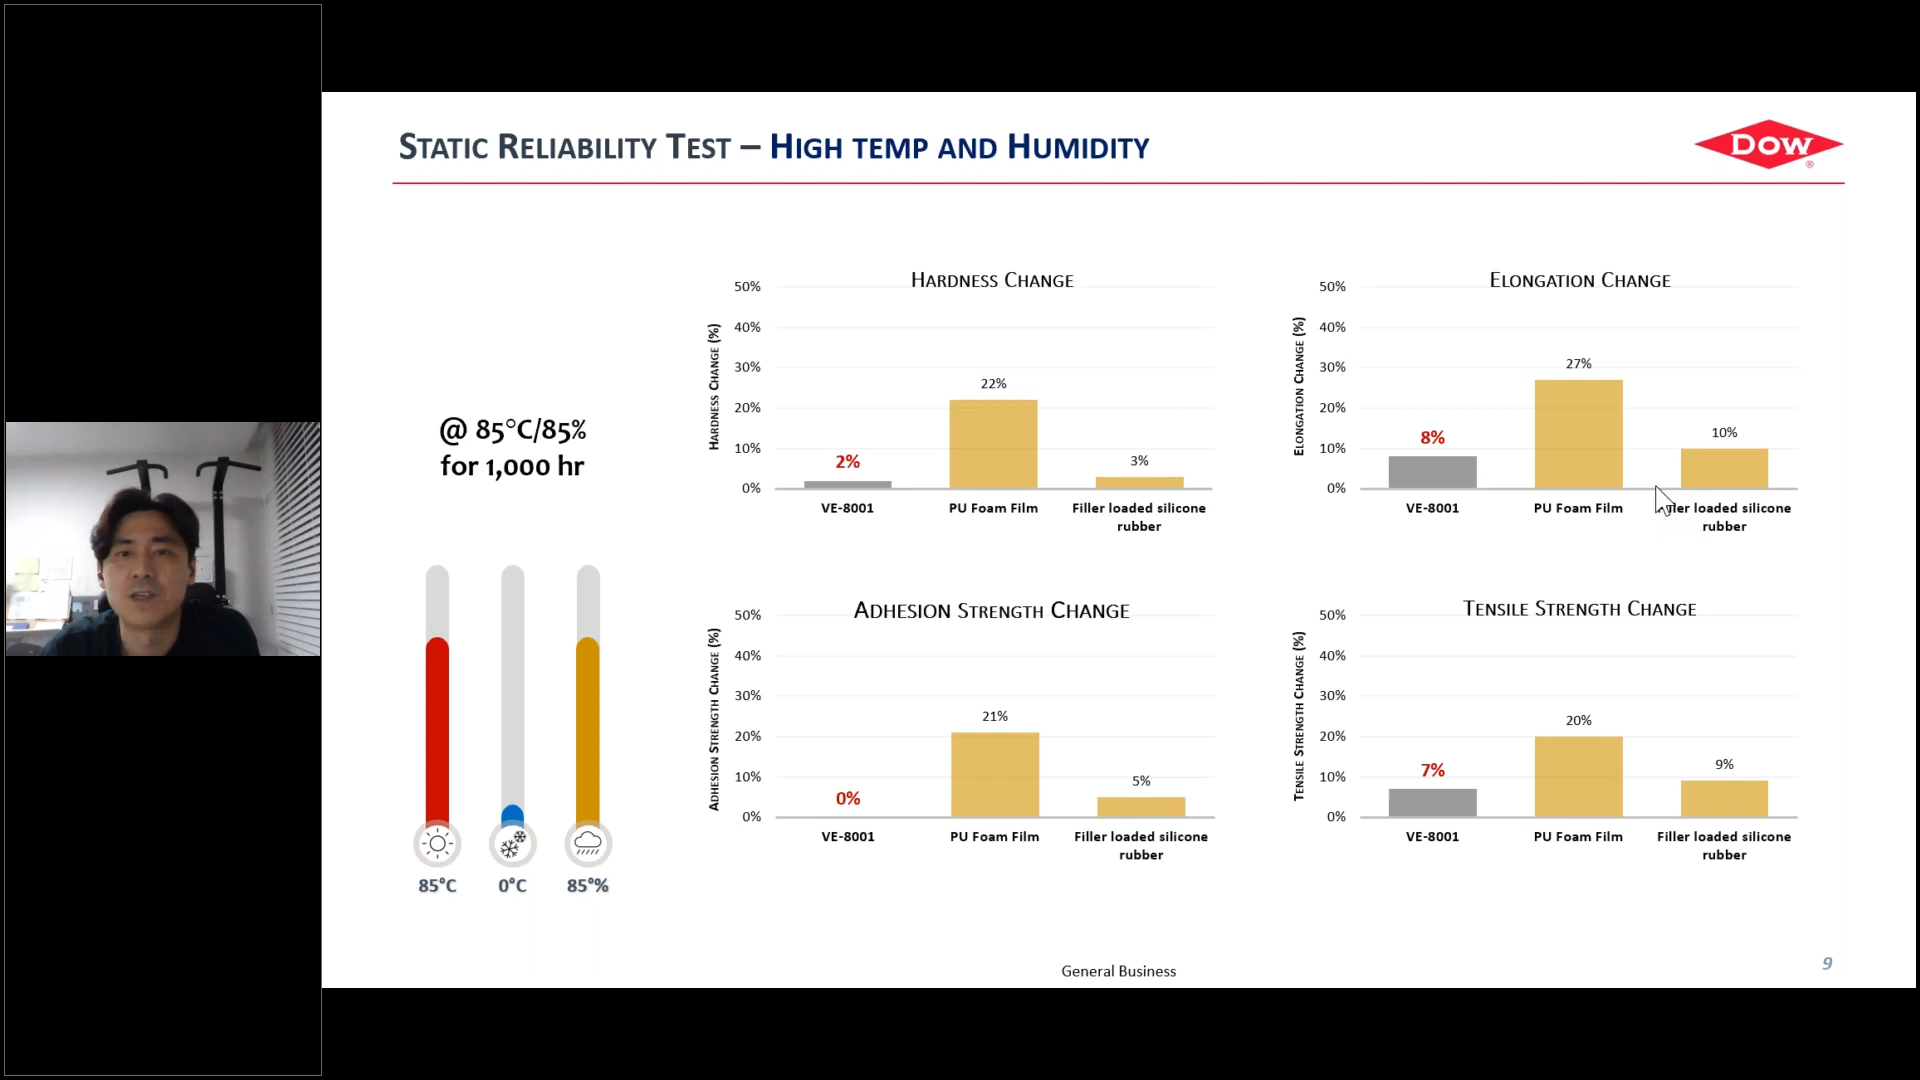 STATIC RELIABILITY TEST – HIGH TEMP AND HUMIDITY
DOW
®
@ 85°C/85%
for 1,000 hr
85°C
0°C
85°%
HARDNESS CHANGE
HARDNESS CHANGE (%)
50%
40%
30%
20%
10%
0%
2%
22%
3%
VE-8001
PU Foam Film
Filler loaded silicone
rubber
ELONGATION CHANGE
ELONGATION CHANGE (%)
50%
40%
30%
20%
10%
0%
8%
27%
10%
VE-8001
PU Foam Film
loaded silicone
rubber
ADHESION STRENGTH CHANGE
ADHESION STRENGTH CHANGE (%)
50%
40%
30%
20%
10%
0%
0%
21%
5%
VE-8001
PU Foam Film
Filler loaded silicone
rubber
TENSILE STRENGTH CHANGE
TENSILE STRENGTH CHANGE (%)
50%
40%
30%
20%
10%
0%
7%
20%
9%
VE-8001
PU Foam Film
Filler loaded silicone
rubber
General Business
9